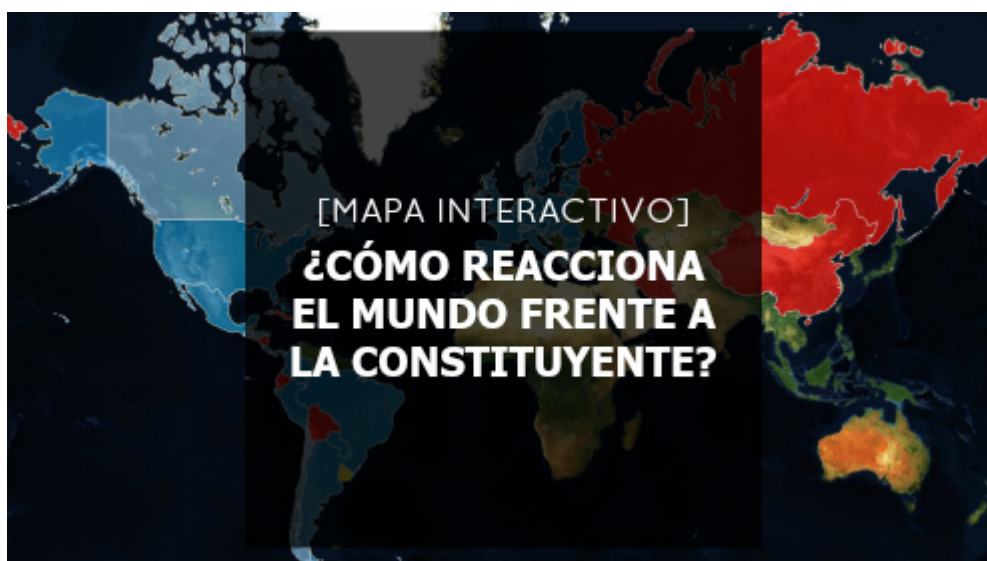 [MAPA INTERACTIVO]
¿CÓMO REACCIONA
EL MUNDO FRENTE A
LA CONSTITUYENTE?